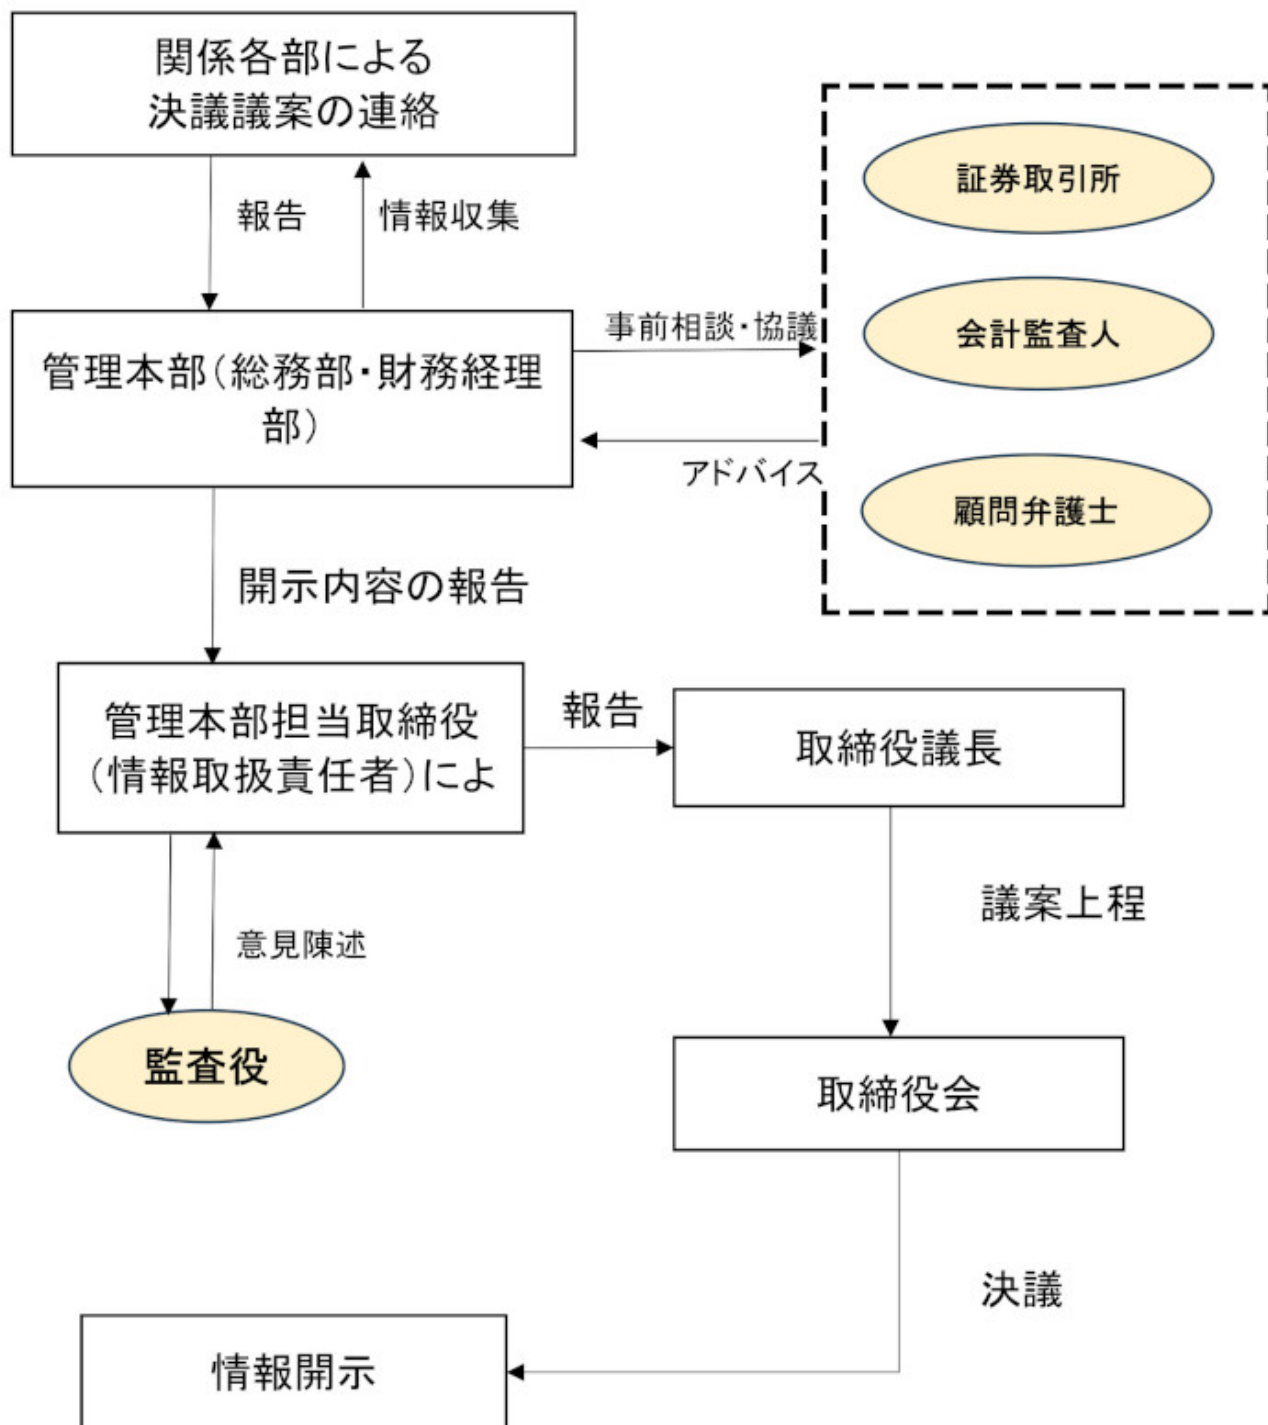 関係各部による
決議議案の連絡
報告
情報収集
管理本部(総務部・財務経理
部)
事前相談・協議
アドバイス
証券取引所
会計監査人
顧問弁護士
開示内容の報告
管理本部担当取締役
(情報取扱責任者)によ
報告
取締役議長
意見陳述
監査役
議案上程
取締役会
決議
情報開示